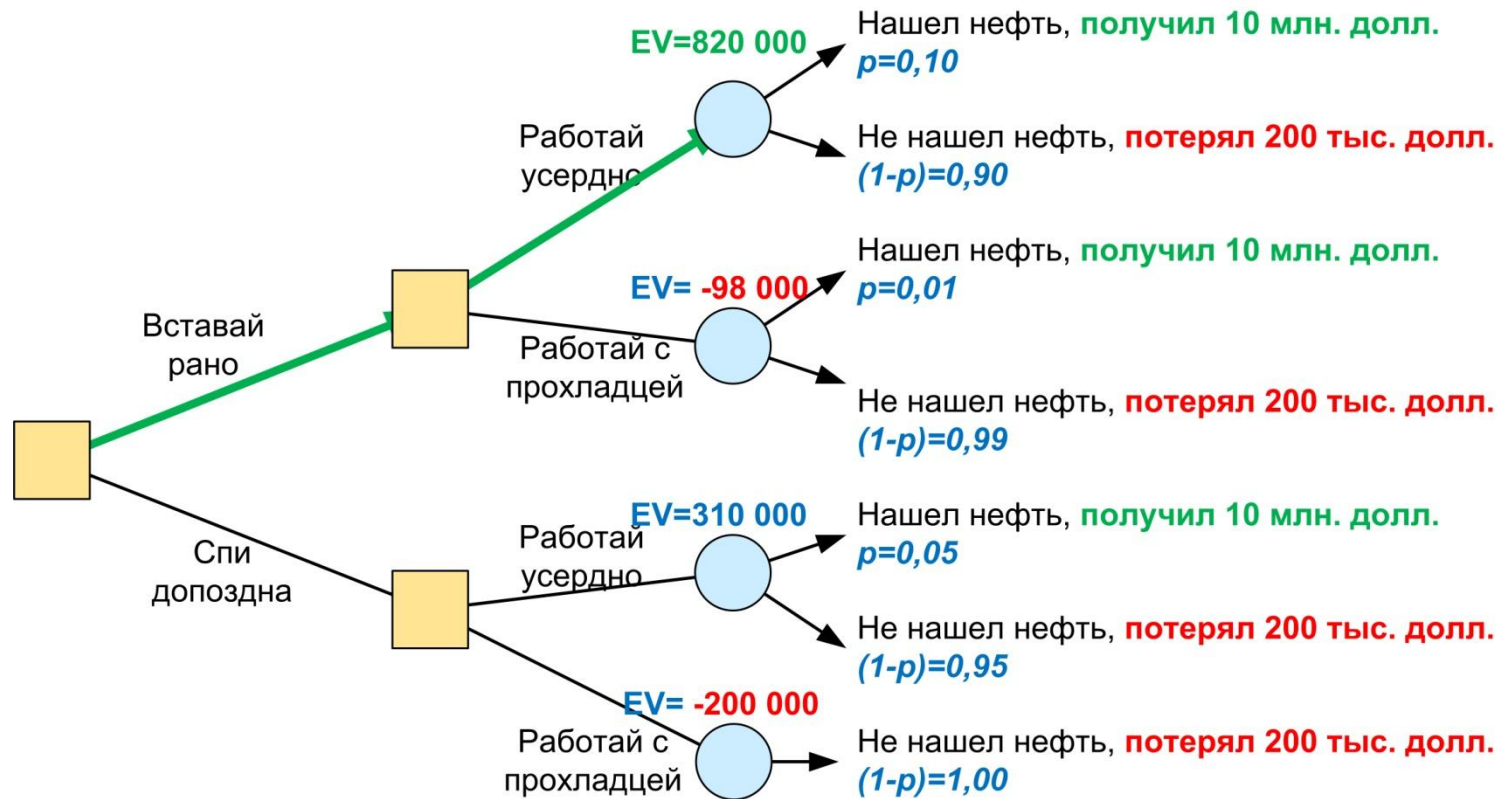 EV=820 000
Нашел нефть, получил 10 млн. долл.
p=0,10
Работай
усердно
Не нашел нефть, потерял 200 тыс. долл.
(1-p)=0,90
Вставай
рано
EV= -98 000
Нашел нефть, получил 10 млн. долл.
p=0,01
Работай с
прохладцей
Не нашел нефть, потерял 200 тыс. долл.
(1-p)=0,99
Спи
допоздна
EV=310 000
Работай
усердно
Нашел нефть, получил 10 млн. долл.
p=0,05
Не нашел нефть, потерял 200 тыс. долл.
(1-p)=0,95
EV= -200 000
Работай с
прохладцей
Не нашел нефть, потерял 200 тыс. долл.
(1-p)=1,00